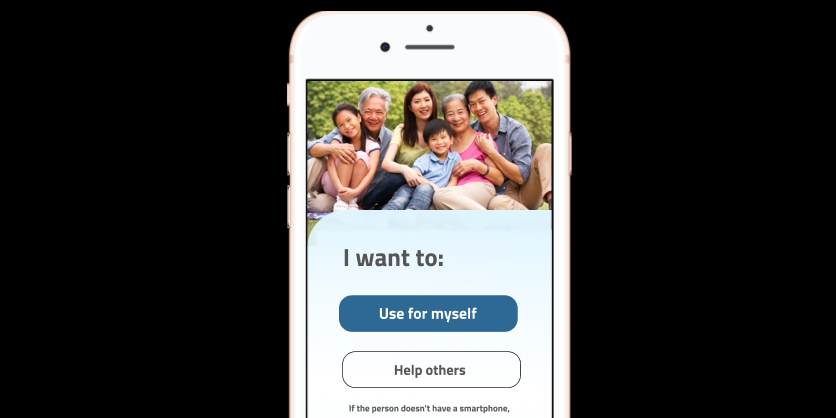 I want to:
Use for myself
Help others
If the person doesn't have a smartphone,